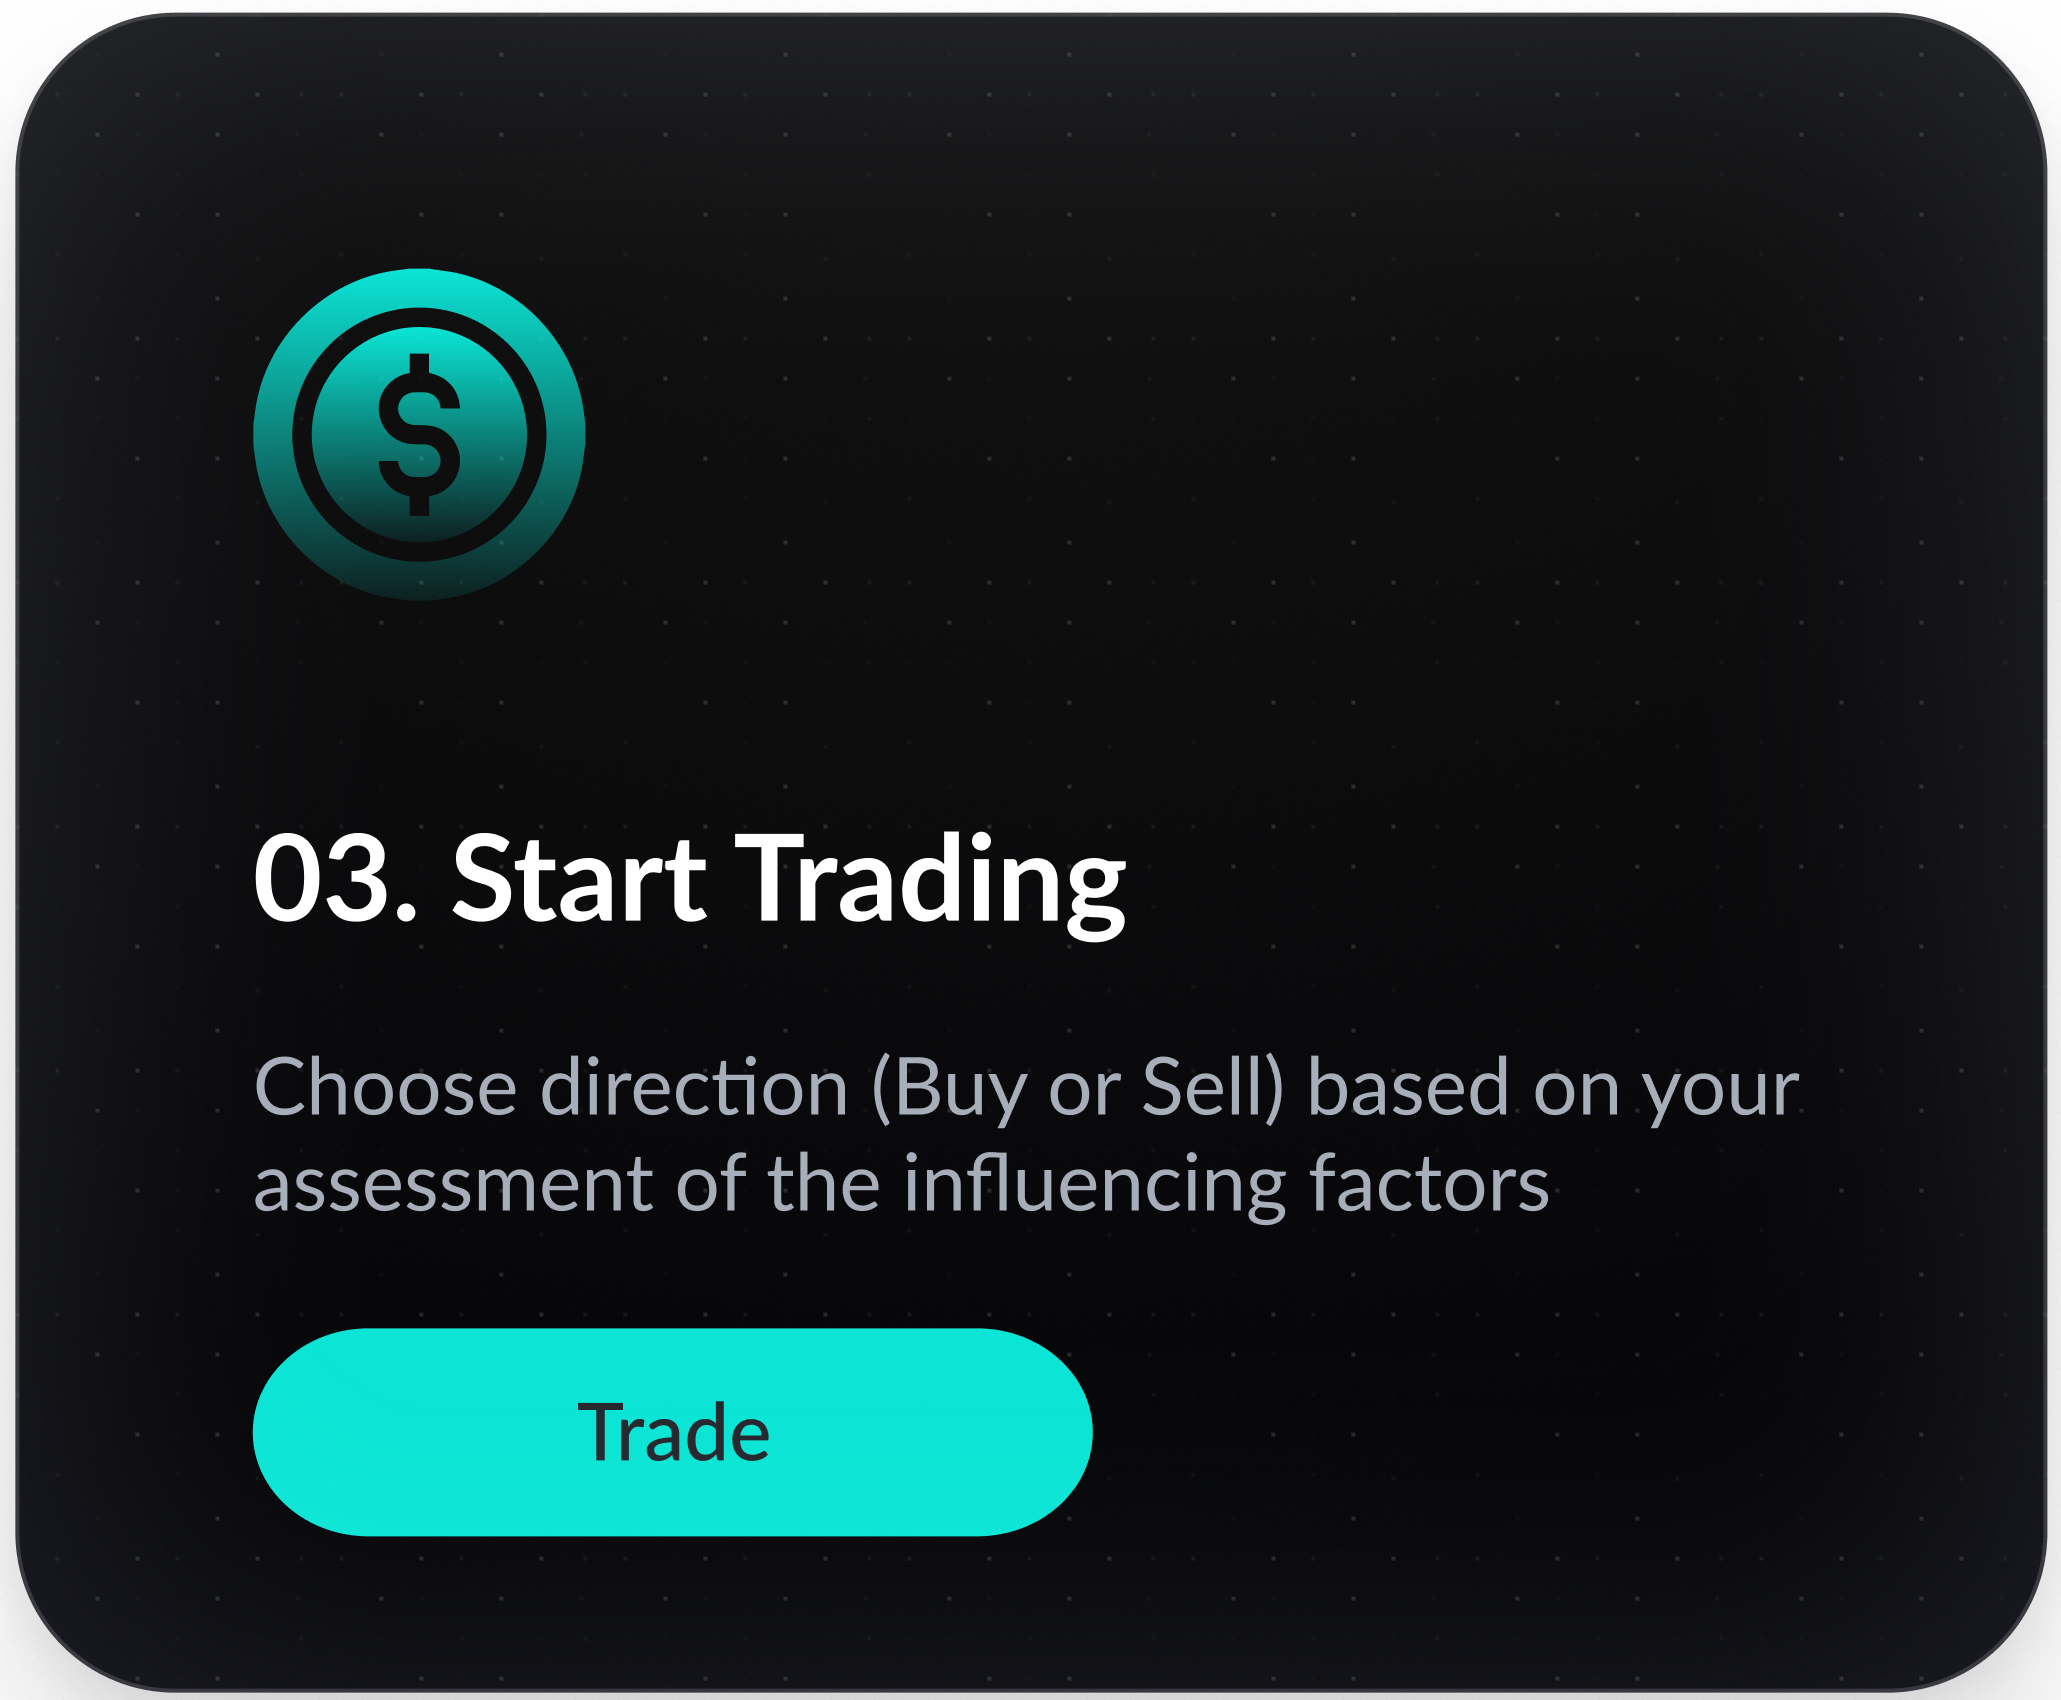 $
03. Start Trading
Choose direction (Buy or Sell) based on your
assessment of the influencing factors
Trade